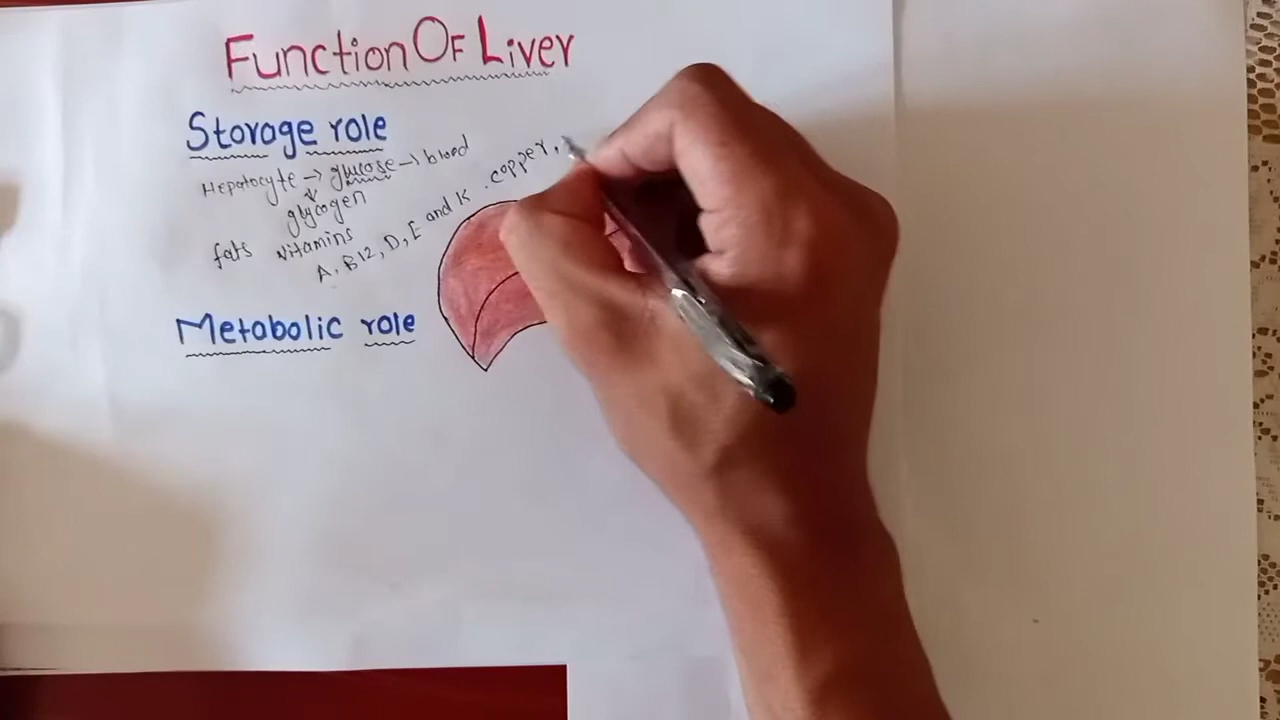 Function Of Liver
Storage role
Hepatocyte → glucose → blood
↓
glycogen
fats vitamins
A, B12, D, E and K . copper,
Metabolic role